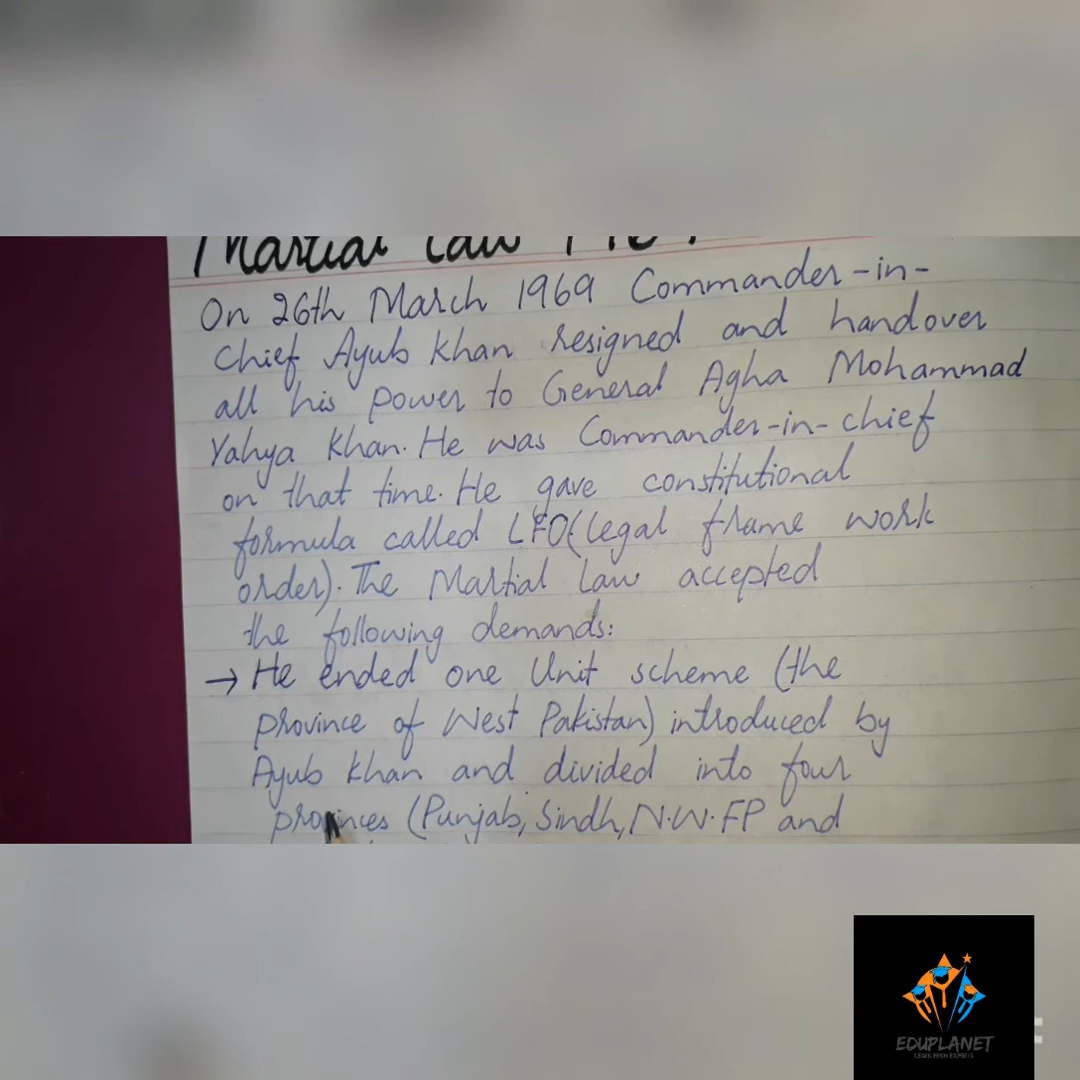 Martial Law
On 26th March 1969 Commander-in-
Chief Ayub Khan resigned and handover
all his power to General Agha Mohammad
Yahya Khan. He was Commander-in-chief
on that time. He gave constitutional
formula called LFO(legal frame work
order). The Martial Law accepted
the following demands:
→ He ended one Unit scheme (the
province of West Pakistan) introduced by
Ayub Khan and divided into four
provinces (Punjab, Sindh, N.W.FP and
EDUPLANET